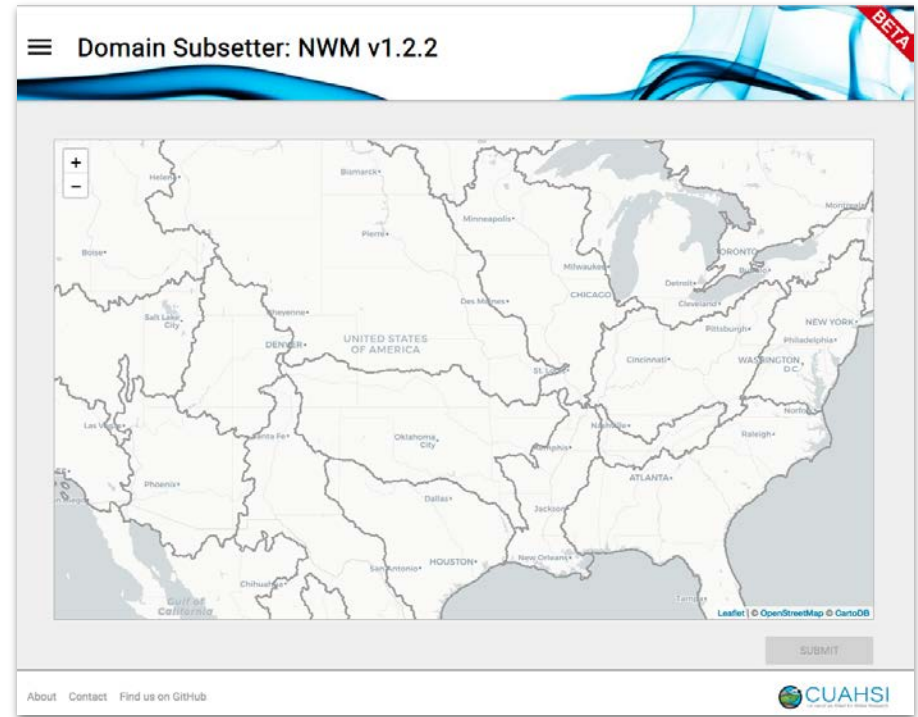 Domain Subsetter: NWM v1.2.2
BETA
+
−
Helena
Bismarck
Montreal
Minneapolis
Pierre
Boise
TORONTO
Buffalo
Milwaukee
Detroit
CHICAGO
Des Moines
Cleveland
Salt Lake
City
Cheyenne
NEW YORK
Pittsburgh
Philadelphia
UNITED STATES
OF AMERICA
DENVER
Cincinnati
WASHINGTON,
D.C.
St. Louis
Norfolk
Las Vegas
Nashville
Santa Fe
Oklahoma
City
Memphis
Raleigh
Phoenix
ATLANTA
Dallas
Jackson
San Antonio
HOUSTON
New Orleans
Chihuahua
Gulf of
California
Tampa
Leaflet | © OpenStreetMap © CartoDB
SUBMIT
About Contact Find us on GitHub
CUAHSI